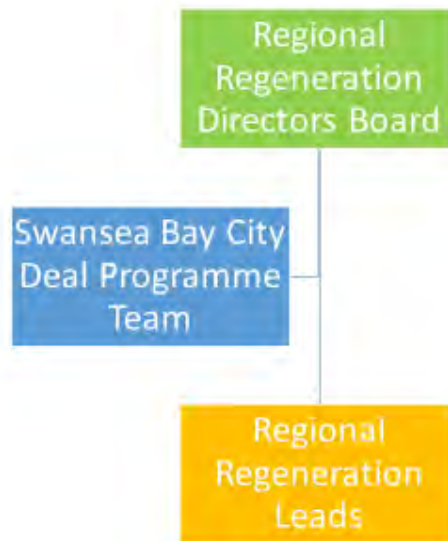 Regional
Regeneration
Directors Board
Swansea Bay City
Deal Programme
Team
Regional
Regeneration
Leads